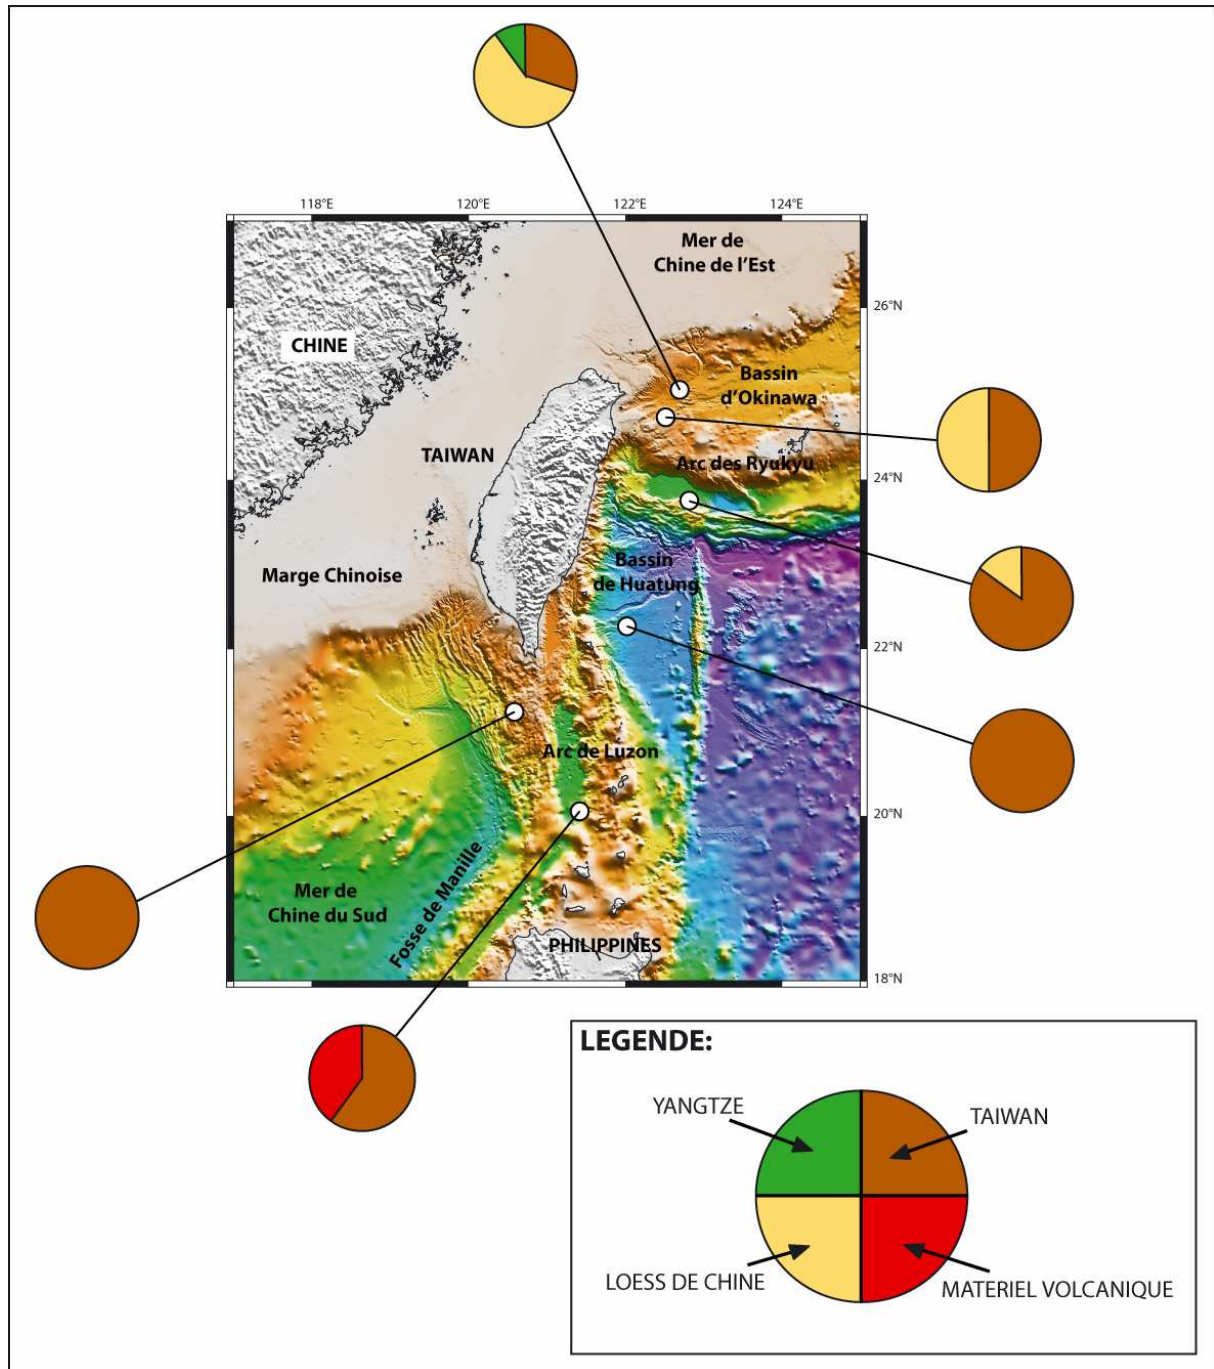 118°E
120°E
122°E
124°E
Mer de
Chine de l'Est
26°N
CHINE
Bassin
d'Okinawa
TAIWAN
Arc des Ryukyu
24°N
Bassin
de Huatung
Marge Chinoise
22°N
Arc de Luzon
20°N
Mer de
Chine du Sud
Fosse de Manille
PHILIPPINES
18°N
LEGENDE:
YANGTZE
TAIWAN
LOESS DE CHINE
MATERIEL VOLCANIQUE